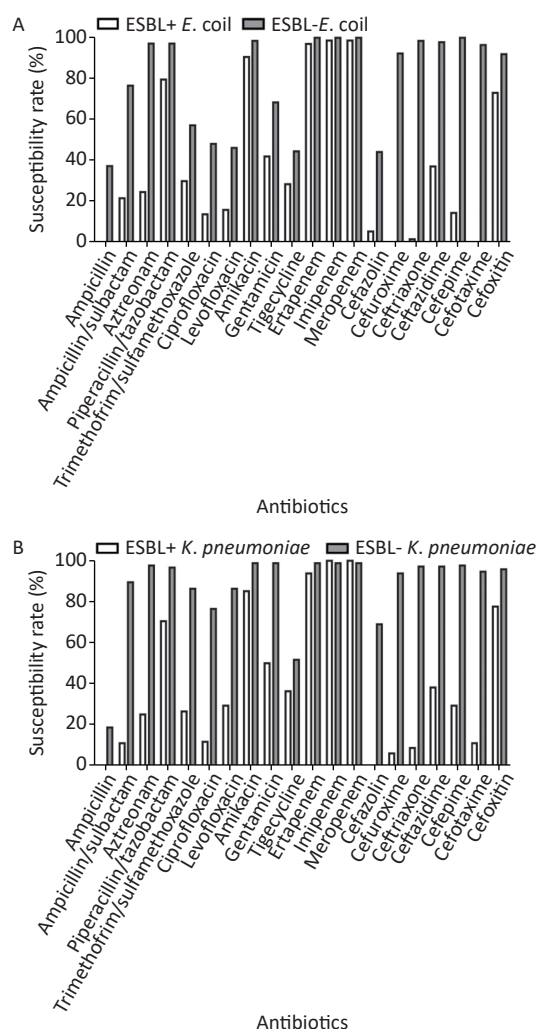 A
ESBL+ E. coil ESBL-E. coil
Susceptibility rate (%)
100
80
60
40
20
0
Ampicillin
Ampicillin/sulbactam
Aztreonam
Piperacillin/tazobactam
Trimethofrim/sulfamethoxazole
Ciprofloxacin
Levofloxacin
Amikacin
Gentamicin
Tigecycline
Ertapenem
Imipenem
Meropenem
Cefazolin
Cefuroxime
Ceftriaxone
Ceftazidime
Cefepime
Cefotaxime
Cefoxitin
Antibiotics
B
ESBL+ K. pneumoniae ESBL- K. pneumoniae
Susceptibility rate (%)
100
80
60
40
20
0
Ampicillin
Ampicillin/sulbactam
Aztreonam
Piperacillin/tazobactam
Trimethofrim/sulfamethoxazole
Ciprofloxacin
Levofloxacin
Amikacin
Gentamicin
Tigecycline
Ertapenem
Imipenem
Meropenem
Cefazolin
Cefuroxime
Ceftriaxone
Ceftazidime
Cefepime
Cefotaxime
Cefoxitin
Antibiotics